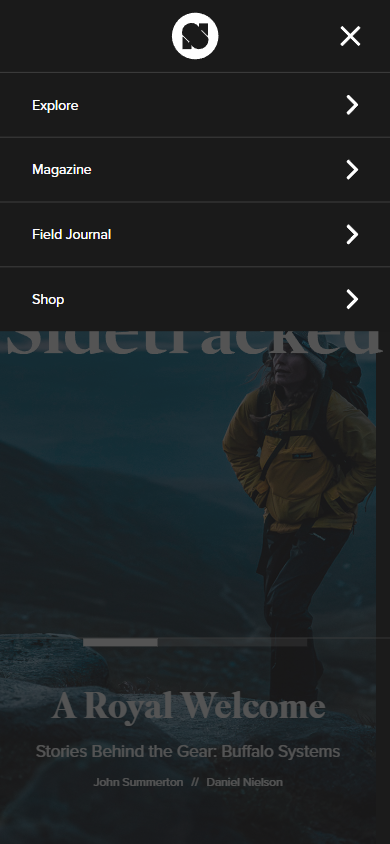 Explore
Magazine
Field Journal
Shop
Sidetracked
A Royal Welcome
Stories Behind the Gear: Buffalo Systems
John Summerton // Daniel Nielson